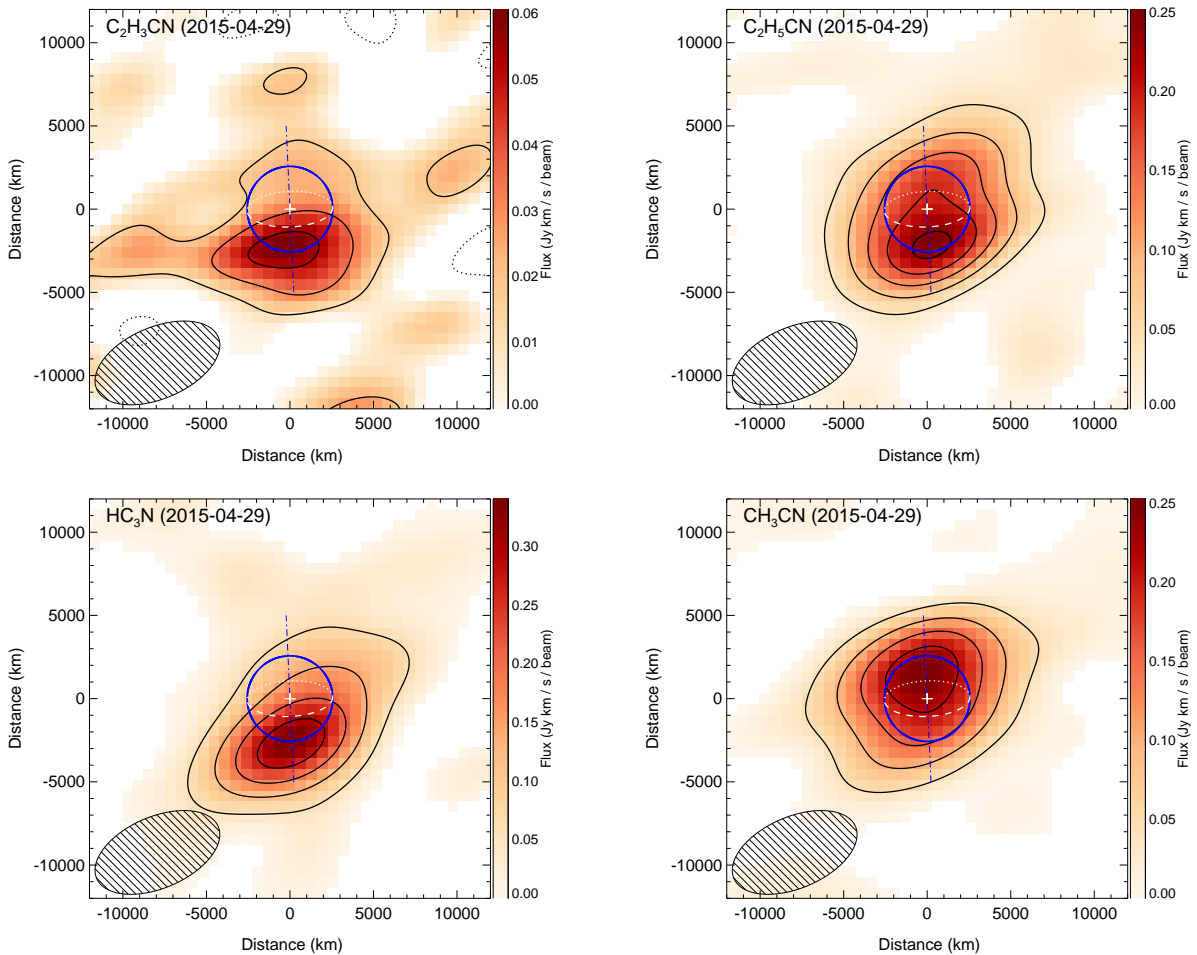 C₂H₃CN (2015-04-29)
10000
5000
0
-5000
-10000
Distance (km)
-10000 -5000 0 5000 10000
Distance (km)
0.06
0.05
0.04
0.03
0.02
0.01
0.00
Flux (Jy km / s / beam)
C₂H₅CN (2015-04-29)
10000
5000
0
-5000
-10000
Distance (km)
-10000 -5000 0 5000 10000
Distance (km)
0.25
0.20
0.15
0.10
0.05
0.00
Flux (Jy km / s / beam)
HC₃N (2015-04-29)
10000
5000
0
-5000
-10000
Distance (km)
-10000 -5000 0 5000 10000
Distance (km)
0.30
0.25
0.20
0.15
0.10
0.05
0.00
Flux (Jy km / s / beam)
CH₃CN (2015-04-29)
10000
5000
0
-5000
-10000
Distance (km)
-10000 -5000 0 5000 10000
Distance (km)
0.25
0.20
0.15
0.10
0.05
0.00
Flux (Jy km / s / beam)